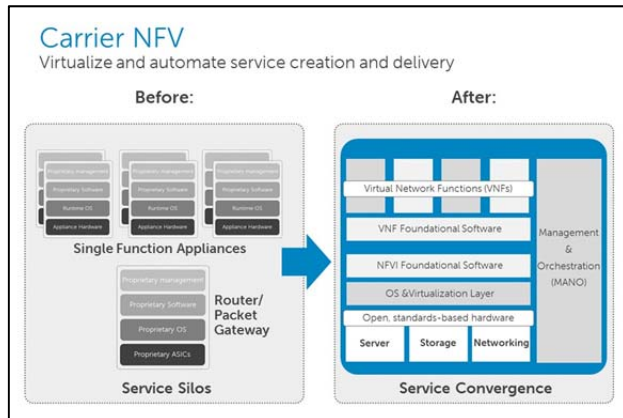 Carrier NFV
Virtualize and automate service creation and delivery
Before:
Proprietary management
Proprietary Software
Runtime OS
Appliance Hardware
Proprietary management
Proprietary Software
Runtime OS
Appliance Hardware
Proprietary management
Proprietary Software
Runtime OS
Appliance Hardware
Single Function Appliances
Proprietary management
Proprietary Software
Proprietary OS
Proprietary ASICs
Router/
Packet
Gateway
Service Silos
After:
Virtual Network Functions (VNFs)
VNF Foundational Software
NFVI Foundational Software
OS &Virtualization Layer
Open, standards-based hardware
Server Storage Networking
Management
&
Orchestration
(MANO)
Service Convergence